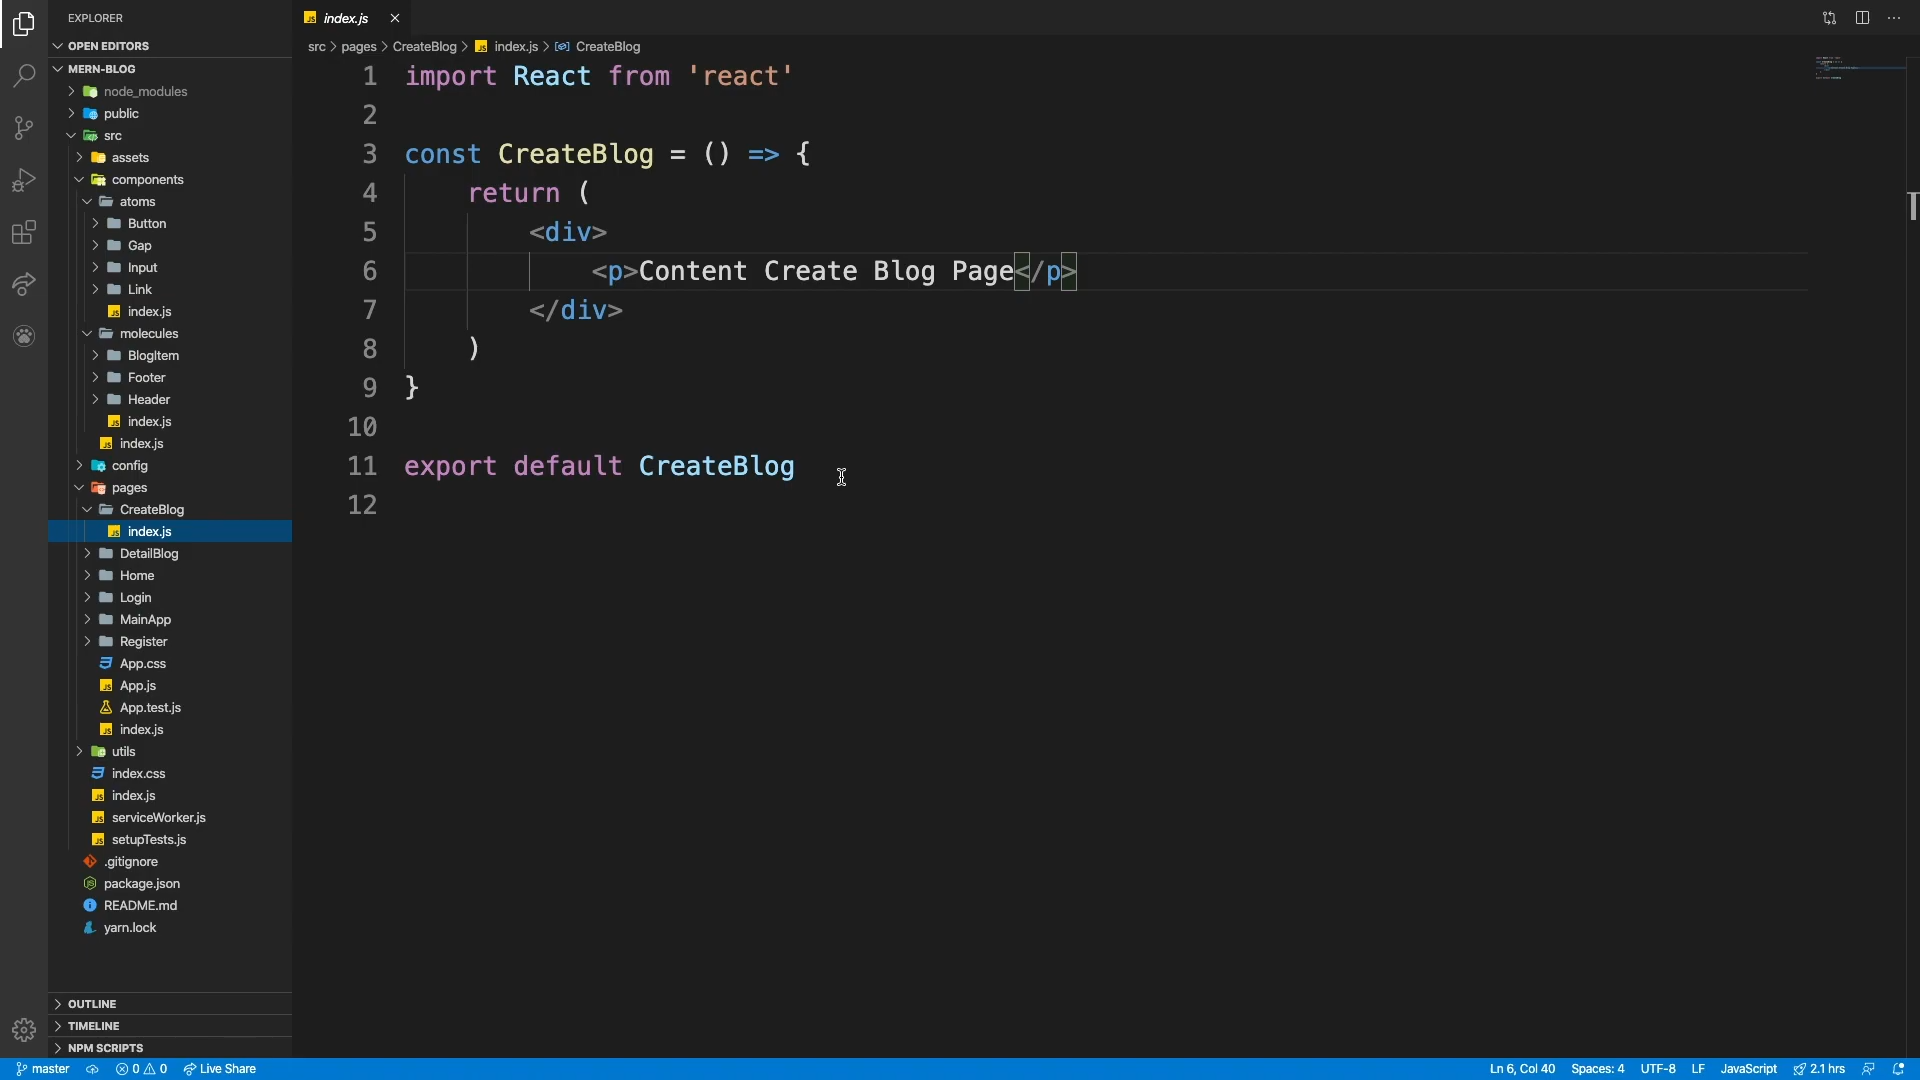 EXPLORER
OPEN EDITORS
MERN-BLOG
node_modules
public
src
assets
components
atoms
Button
Gap
Input
Link
index.js
molecules
BlogItem
Footer
Header
index.js
index.js
config
pages
CreateBlog
index.js
DetailBlog
Home
Login
MainApp
Register
App.css
App.js
App.test.js
index.js
utils
index.css
index.js
serviceWorker.js
setupTests.js
.gitignore
package.json
README.md
yarn.lock
OUTLINE
TIMELINE
NPM SCRIPTS
index.js
src > pages > CreateBlog > index.js > CreateBlog
1 import React from 'react'
2
3 const CreateBlog = () => {
4 return (
5 <div>
6 <p>Content Create Blog Page</p>
7 </div>
8 )
9 }
10
11 export default CreateBlog
12
master 0 0 Live Share Ln 6, Col 40 Spaces: 4 UTF-8 LF JavaScript 2.1 hrs